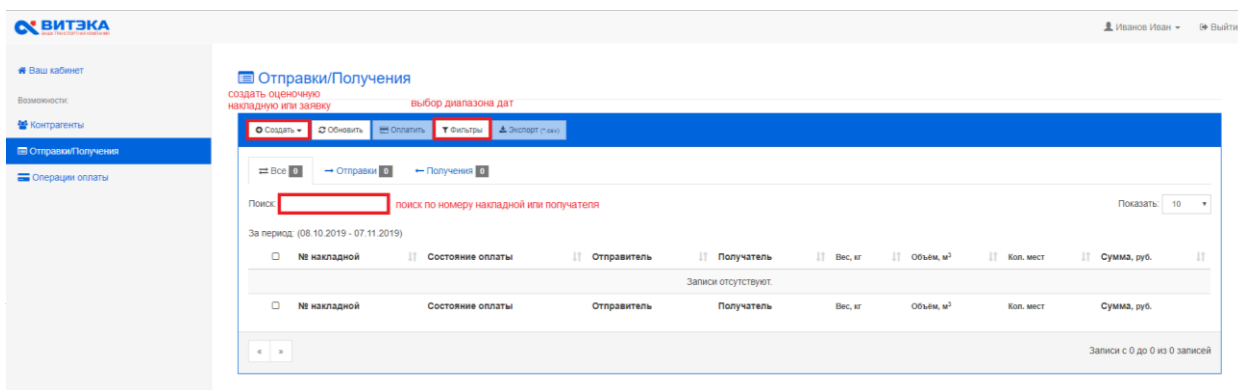 ВИТЭКА
ВАША ТРАНСПОРТНАЯ КОМПАНИЯ
Иванов Иван
Выйти
Ваш кабинет
Возможности:
Контрагенты
Отправки/Получения
Операции оплаты
Отправки/Получения
создать оценочную
накладную или заявку
выбор диапазона дат
Создать
Обновить
Оплатить
Фильтры
Экспорт (*.csv)
Все 0
Отправки 0
Получения 0
Поиск:
поиск по номеру накладной или получателя
Показать: 10
За период: (08.10.2019 - 07.11.2019)
№ накладной Состояние оплаты Отправитель Получатель Вес, кг Объём, м³ Кол. мест Сумма, руб.
Записи отсутствуют.
№ накладной Состояние оплаты Отправитель Получатель Вес, кг Объём, м³ Кол. мест Сумма, руб.
« »
Записи с 0 до 0 из 0 записей